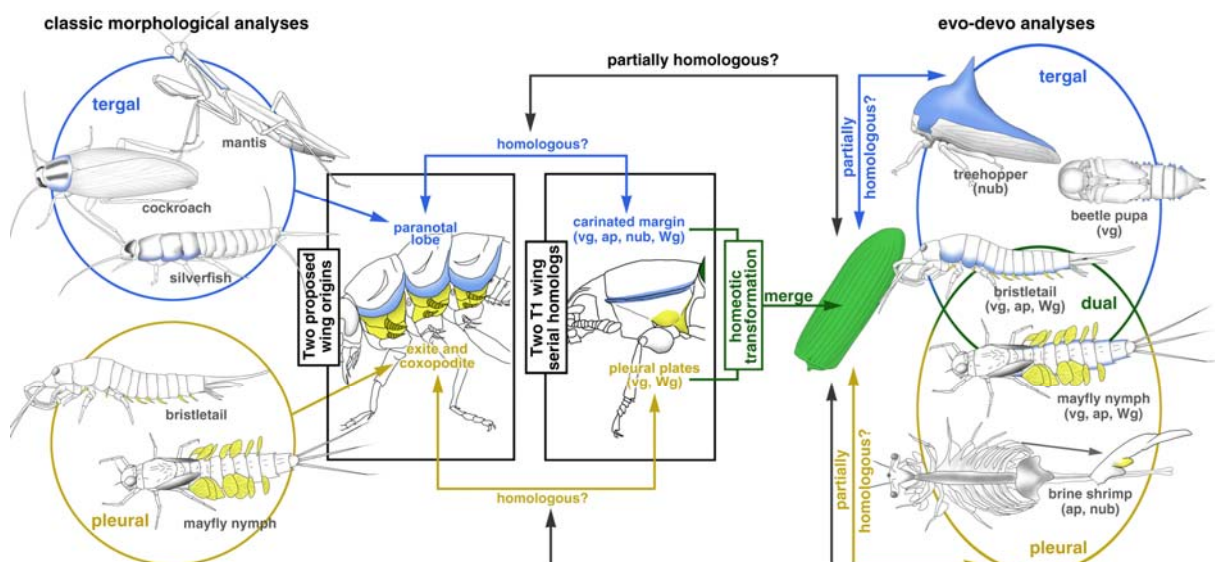 classic morphological analyses
evo-devo analyses
tergal
mantis
cockroach
silverfish
bristletail
mayfly nymph
pleural
partially homologous?
homologous?
Two proposed
wing origins
paranotal
lobe
exite and
coxopodite
Two T1 wing
serial homologs
carinated margin
(vg, ap, nub, Wg)
pleural plates
(vg, Wg)
homeotic
transformation
merge
homologous?
partially
homologous?
partially
homologous?
tergal
treehopper
(nub)
beetle pupa
(vg)
bristletail
(vg, ap, Wg)
dual
mayfly nymph
(vg, ap, Wg)
brine shrimp
(ap, nub)
pleural